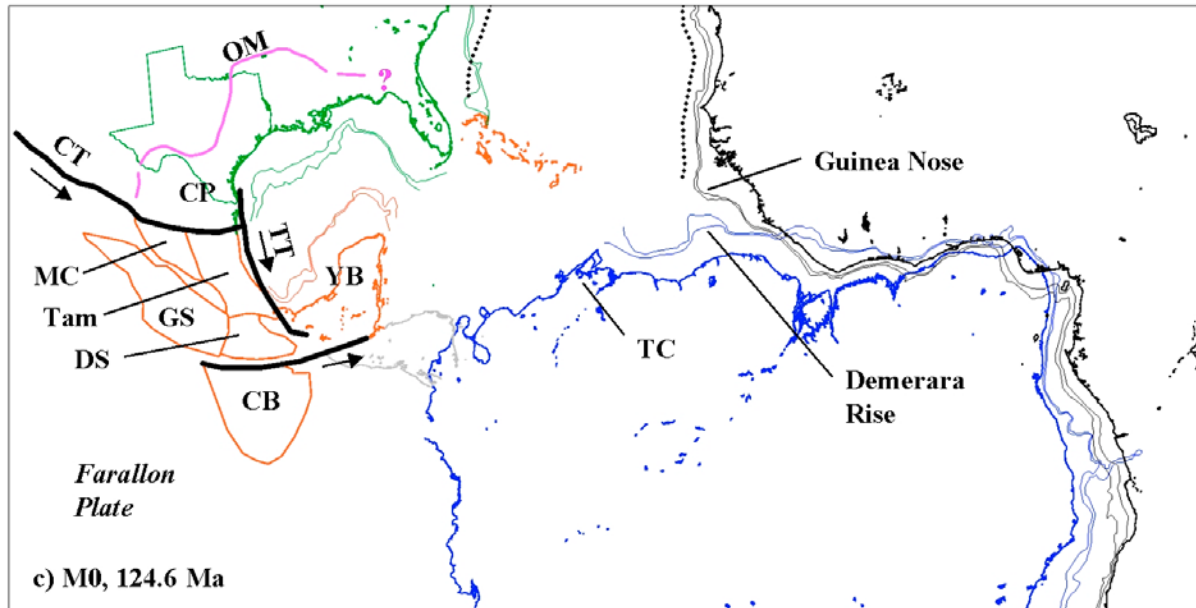 OM
?
CT
CP
Guinea Nose
TT
MC
YB
Tam
GS
DS
TC
CB
Demerara
Rise
Farallon
Plate
c) M0, 124.6 Ma